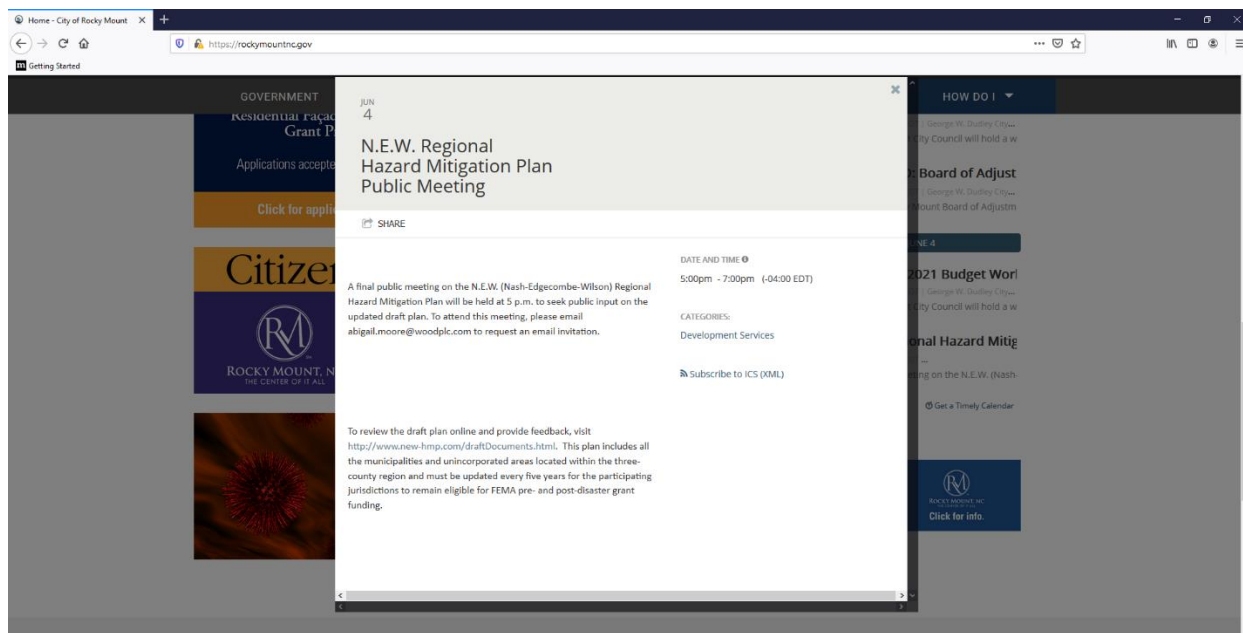 Home - City of Rocky Mount
https://rockymountnc.gov
Getting Started
GOVERNMENT
HOW DO I
Residential Façad
Grant P
Applications accepte
Click for applic
Citize
ROCKY MOUNT, N
THE CENTER OF IT ALL
JUN
4
N.E.W. Regional
Hazard Mitigation Plan
Public Meeting
SHARE
A final public meeting on the N.E.W. (Nash-Edgecombe-Wilson) Regional
Hazard Mitigation Plan will be held at 5 p.m. to seek public input on the
updated draft plan. To attend this meeting, please email
abigail.moore@woodplc.com to request an email invitation.
To review the draft plan online and provide feedback, visit
http://www.new-hmp.com/draftDocuments.html. This plan includes all
the municipalities and unincorporated areas located within the three-
county region and must be updated every five years for the participating
jurisdictions to remain eligible for FEMA pre- and post-disaster grant
funding.
DATE AND TIME
5:00pm - 7:00pm (-04:00 EDT)
CATEGORIES:
Development Services
Subscribe to ICS (XML)
George W. Dudley City...
City Council will hold a w
: Board of Adjust
George W. Dudley City...
Mount Board of Adjustm
NE 4
2021 Budget Wor
George W. Dudley City...
City Council will hold a w
onal Hazard Mitig
...
ting on the N.E.W. (Nash-
Get a Timely Calendar
ROCKY MOUNT, NC
Click for info.